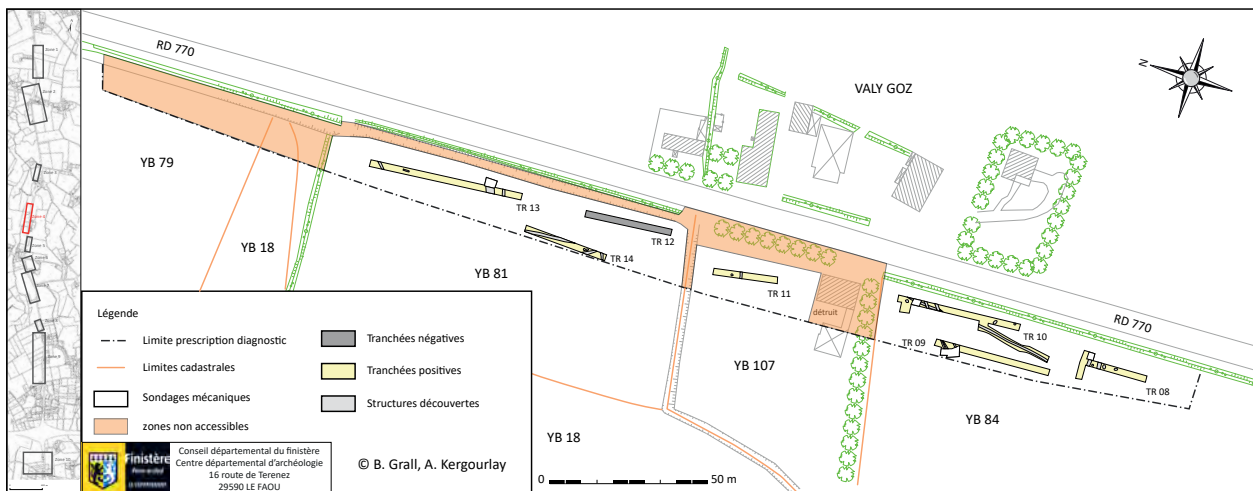 RD 770
N
VALY GOZ
YB 79
TR 13
YB 18
TR 12
TR 14
YB 81
TR 11
détruit
RD 770
TR 10
TR 09
TR 08
YB 107
YB 84
YB 18
Légende
Limite prescription diagnostic
Limites cadastrales
Sondages mécaniques
zones non accessibles
Tranchées négatives
Tranchées positives
Structures découvertes
Finistère
Conseil départemental du finistère
Centre départemental d'archéologie
16 route de Terenez
29590 LE FAOU
© B. Grall, A. Kergourlay
0 50 m